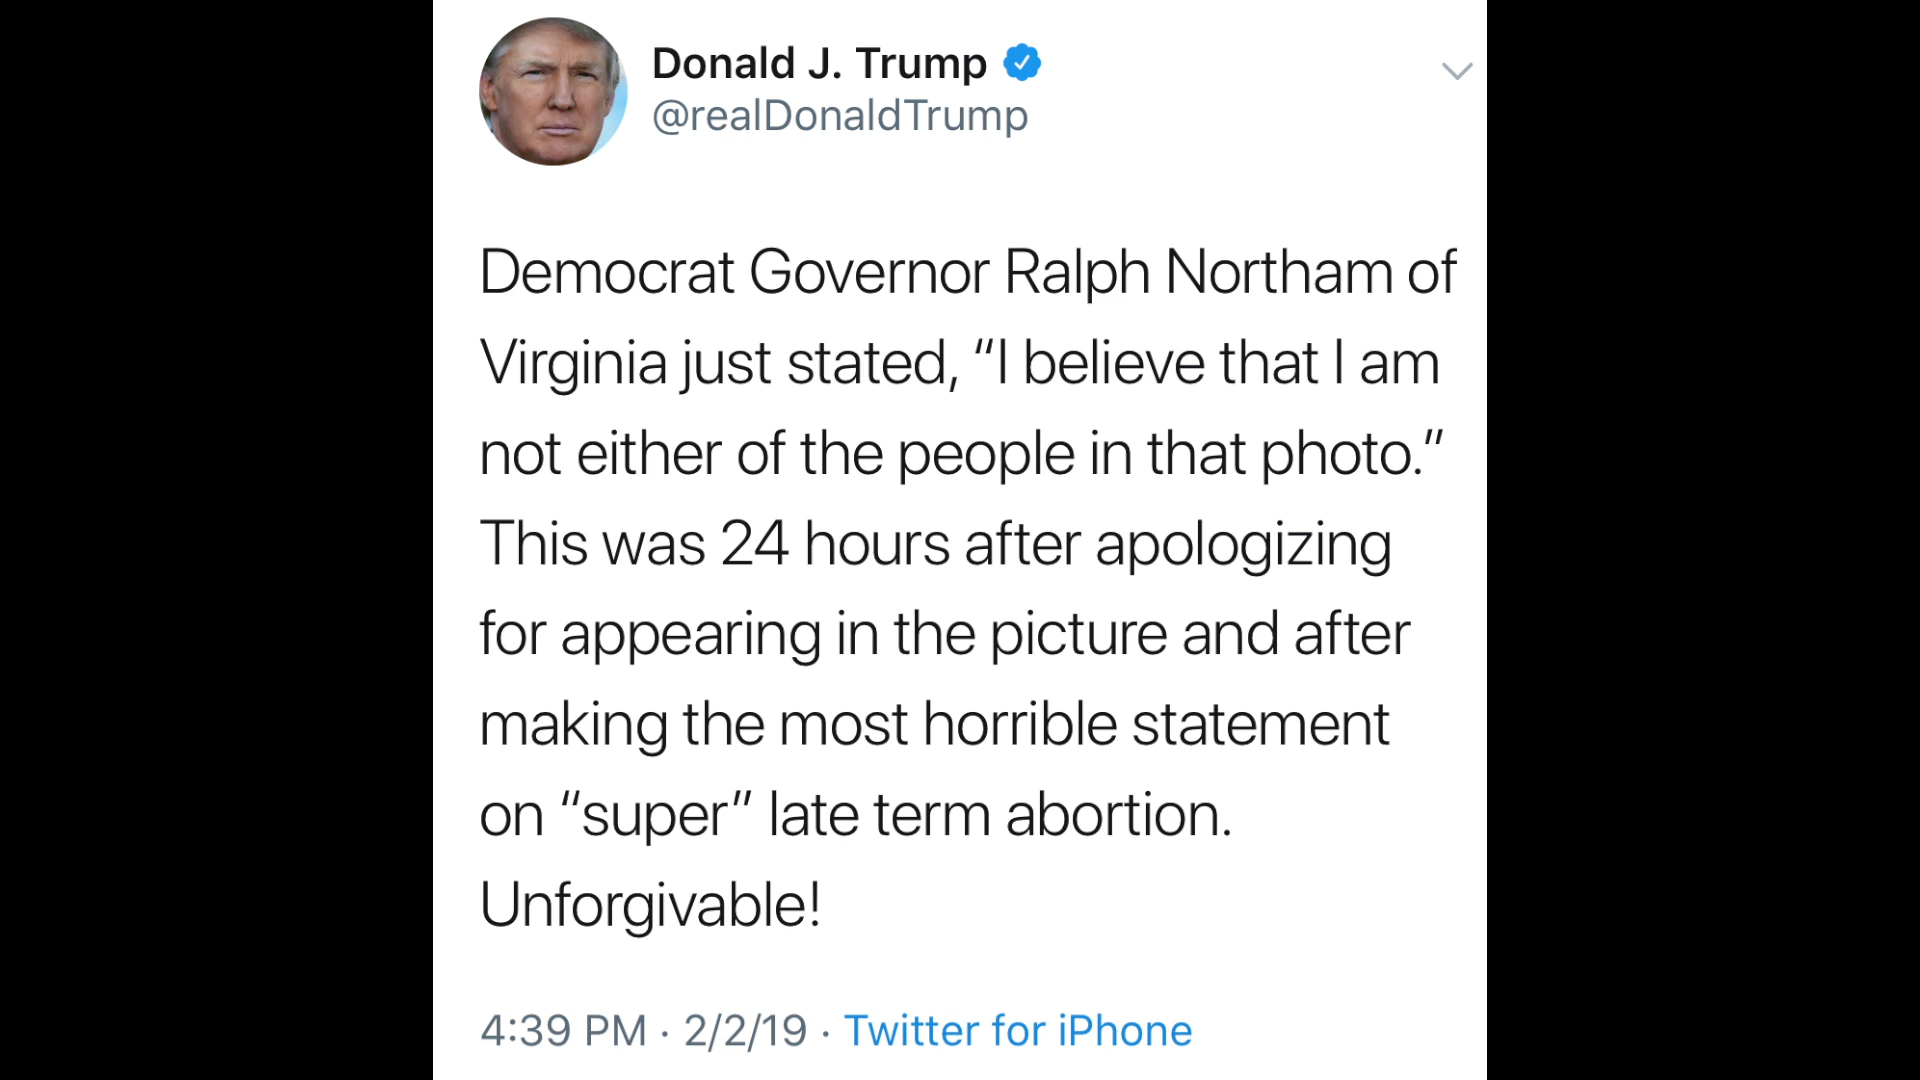 Donald J. Trump
@realDonaldTrump
Democrat Governor Ralph Northam of
Virginia just stated, “I believe that I am
not either of the people in that photo.”
This was 24 hours after apologizing
for appearing in the picture and after
making the most horrible statement
on “super” late term abortion.
Unforgivable!
4:39 PM · 2/2/19 · Twitter for iPhone